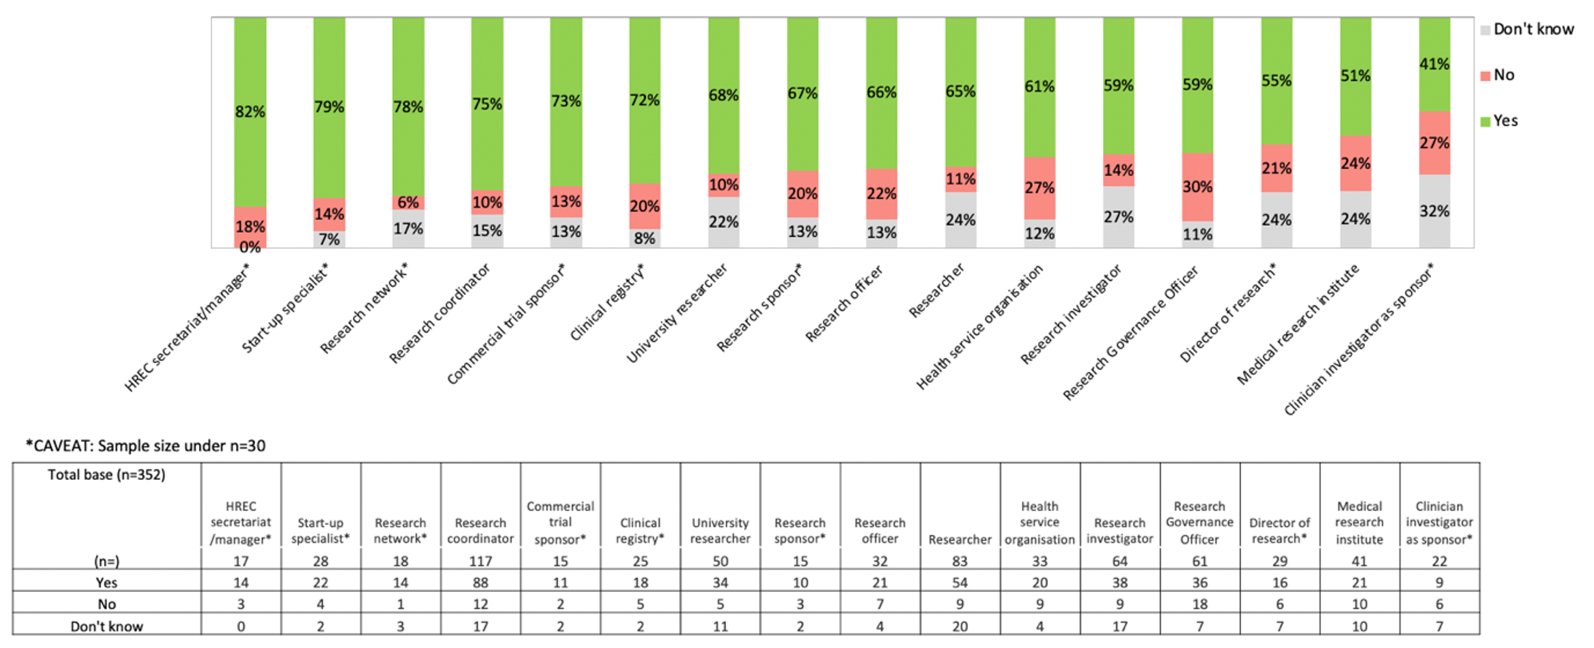 Don't know
No
Yes
82% 79% 78% 75% 73% 72% 68% 67% 66% 65% 61% 59% 59% 55% 51% 41%
18% 14% 6% 10% 13% 20% 10% 20% 22% 11% 27% 14% 30% 21% 24% 27%
0% 7% 17% 15% 13% 8% 22% 13% 13% 24% 12% 27% 11% 24% 24% 32%
HREC secretariat/manager*
Start-up specialist*
Research network*
Research coordinator
Commercial trial sponsor*
Clinical registry*
University researcher
Research sponsor*
Research officer
Researcher
Health service organisation
Research investigator
Research Governance Officer
Director of research*
Medical research institute
Clinician investigator as sponsor*
*CAVEAT: Sample size under n=30
Total base (n=352)
HREC
secretariat
/manager*
Start-up
specialist*
Research
network*
Research
coordinator
Commercial
trial
sponsor*
Clinical
registry*
University
researcher
Research
sponsor*
Research
officer
Researcher
Health
service
organisation
Research
investigator
Research
Governance
Officer
Director of
research*
Medical
research
institute
Clinician
investigator
as sponsor*
(n=) 17 28 18 117 15 25 50 15 32 83 33 64 61 29 41 22
Yes 14 22 14 88 11 18 34 10 21 54 20 38 36 16 21 9
No 3 4 1 12 2 5 5 3 7 9 9 9 18 6 10 6
Don't know 0 2 3 17 2 2 11 2 4 20 4 17 7 7 10 7